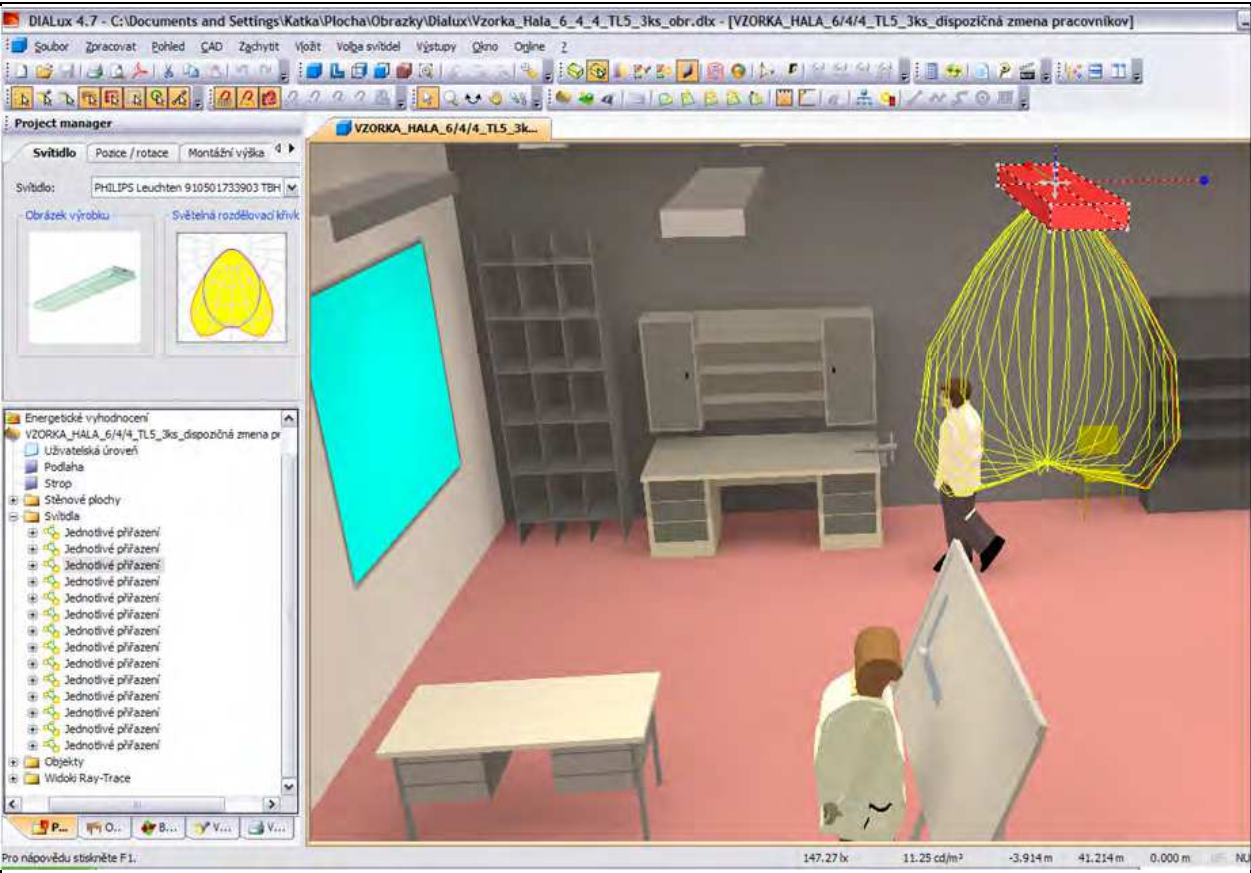 DIALux 4.7 - C:\Documents and Settings\Katka\Plocha\Obrazky\Dialux\Vzorka_Hala_6_4_4_TL5_3ks_obr.dlx - [VZORKA_HALA_6/4/4_TL5_3ks_dispozičná zmena pracovníkov]
Soubor Zpracovat Pohled CAD Zachytit Vložit Volba svítidel Výstupy Okno Online ?
Project manager
VZORKA_HALA_6/4/4_TL5_3k...
Svítidlo Pozice / rotace Montážní výška
Svítidlo: PHILIPS Leuchten 910501733903 TBH
Obrázek výrobku Světelná rozdělovací křivk
Energetické vyhodnocení
VZORKA_HALA_6/4/4_TL5_3ks_dispozičná zmena pr
Uživatelská úroveň
Podlaha
Strop
Stěnové plochy
Svítidla
Jednotlivé přiřazení
Jednotlivé přiřazení
Jednotlivé přiřazení
Jednotlivé přiřazení
Jednotlivé přiřazení
Jednotlivé přiřazení
Jednotlivé přiřazení
Jednotlivé přiřazení
Jednotlivé přiřazení
Jednotlivé přiřazení
Jednotlivé přiřazení
Jednotlivé přiřazení
Jednotlivé přiřazení
Jednotlivé přiřazení
Objekty
Widoki Ray-Trace
P... O... B... V... V...
Pro nápovědu stiskněte F1.
147.27 lx 11.25 cd/m² -3.914 m 41.214 m 0.000 m NU